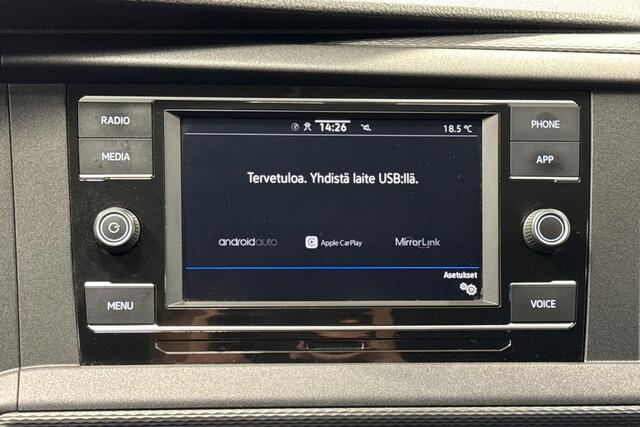 RADIO
MEDIA
MENU
14:26
18.5 °C
Tervetuloa. Yhdistä laite USB:llä.
androidauto
Apple CarPlay
MirrorLink
Asetukset
PHONE
APP
VOICE